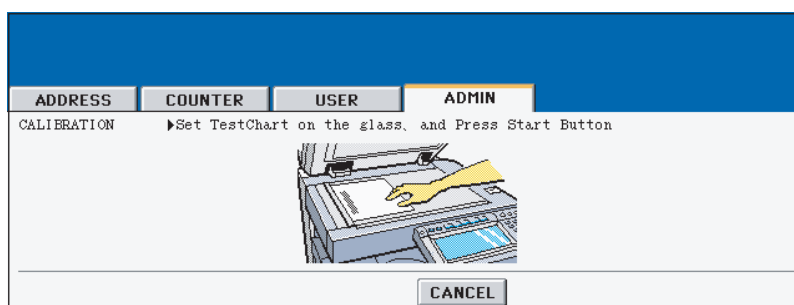 ADDRESS COUNTER USER ADMIN
CALIBRATION ▶Set TestChart on the glass, and Press Start Button
CANCEL